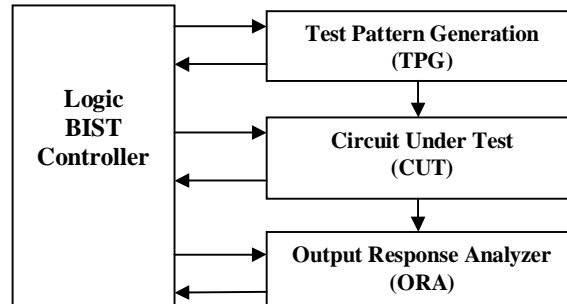 Logic
BIST
Controller
Test Pattern Generation
(TPG)
Circuit Under Test
(CUT)
Output Response Analyzer
(ORA)